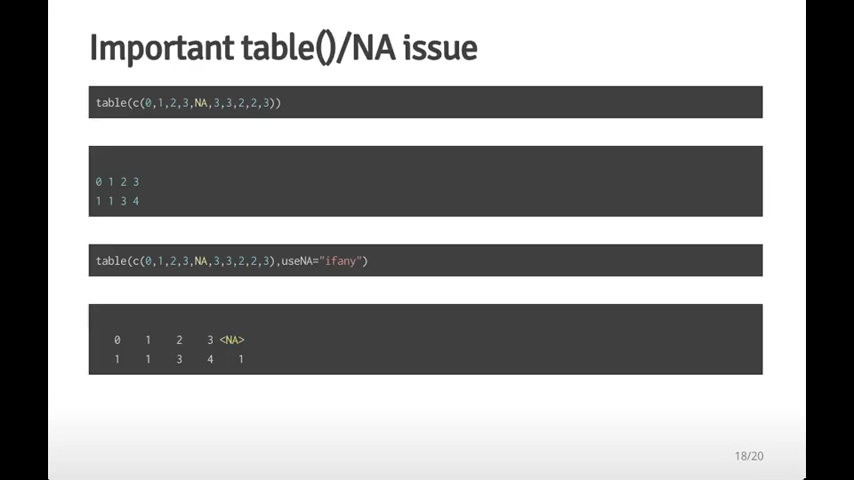 Important table()/NA issue
table(c(0,1,2,3,NA,3,3,2,2,3))
0 1 2 3
1 1 3 4
table(c(0,1,2,3,NA,3,3,2,2,3),useNA="ifany")
0 1 2 3 <NA>
1 1 3 4 1
18/20